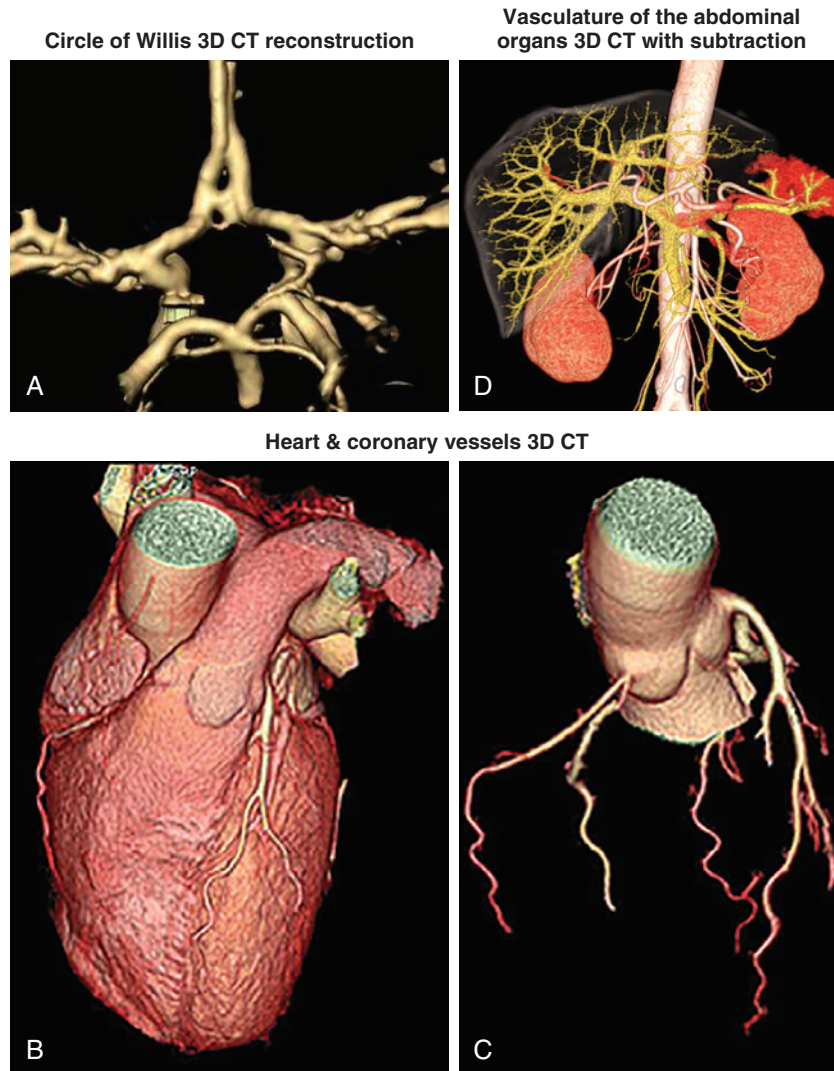 Circle of Willis 3D CT reconstruction
Vasculature of the abdominal
organs 3D CT with subtraction
A
D
Heart & coronary vessels 3D CT
B
C